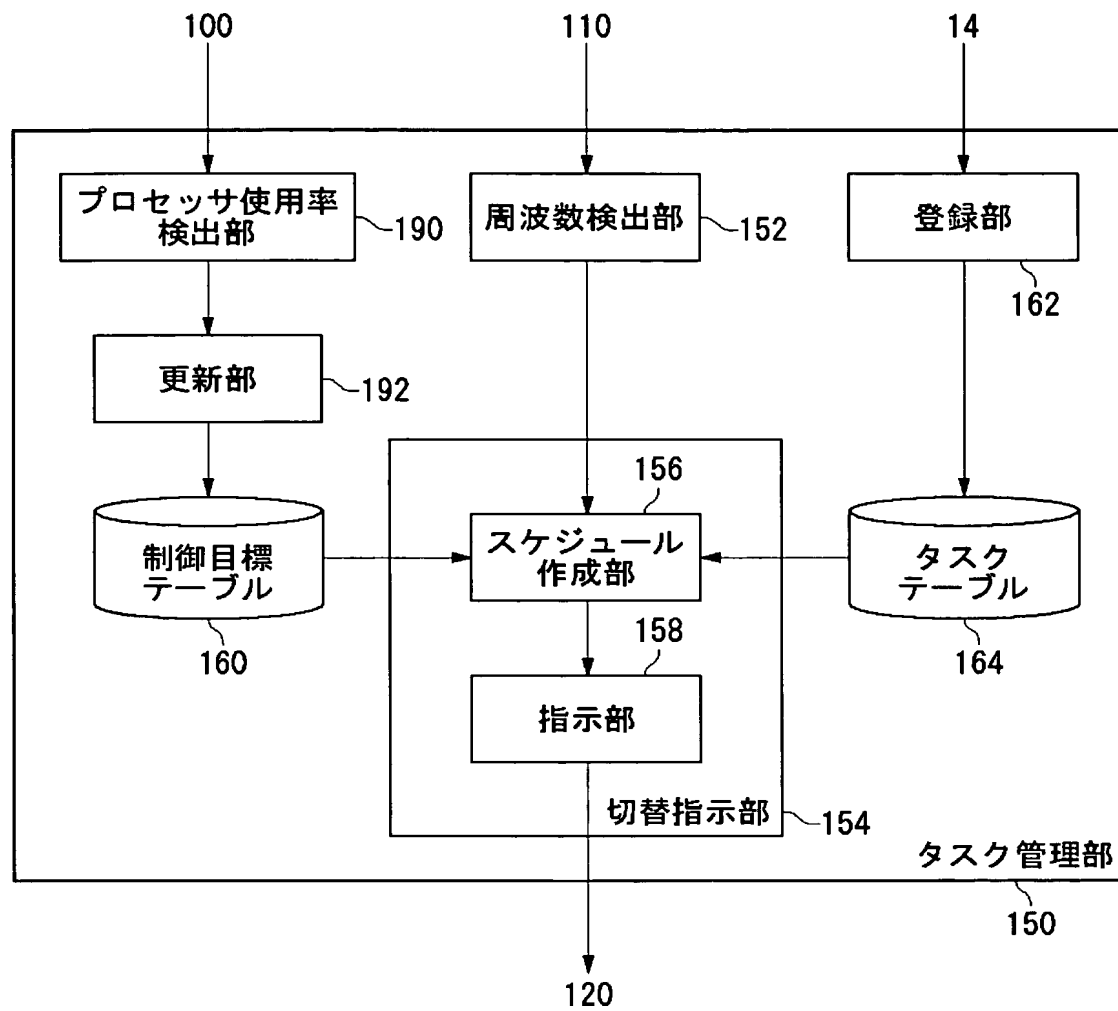 100
110
14
プロセッサ使用率
検出部
190
周波数検出部
152
登録部
162
更新部
192
156
制御目標
テーブル
160
スケジュール
作成部
タスク
テーブル
164
158
指示部
切替指示部
154
タスク管理部
150
120